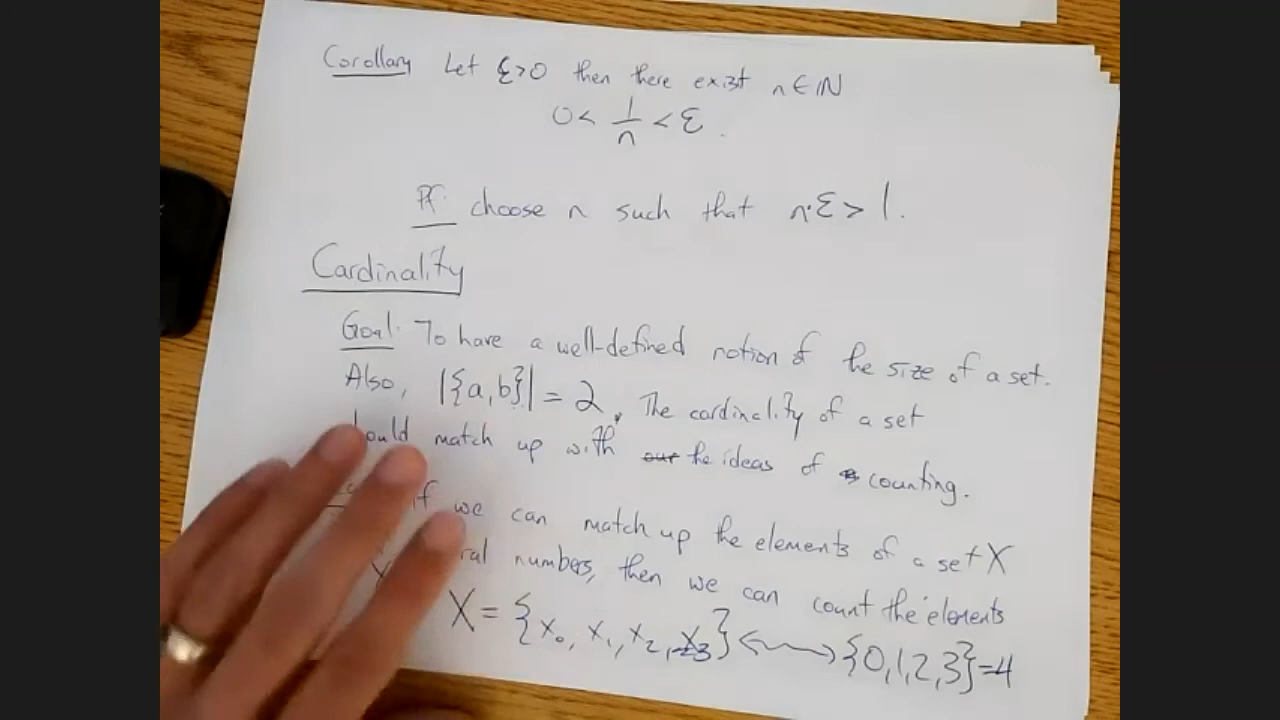 Corollary Let ε>0 then there exist n∈ℕ
0 < 1/n < ε.
Pf: choose n such that n·ε > 1.
Cardinality
Goal: To have a well-defined notion of the size of a set.
Also, |{a,b}| = 2. The cardinality of a set
ould match up with our the ideas of counting.
if we can match up the elements of a set X
ral numbers, then we can count the elements
X = {x₀, x₁, x₂, x₃} ⟷ {0,1,2,3}=4